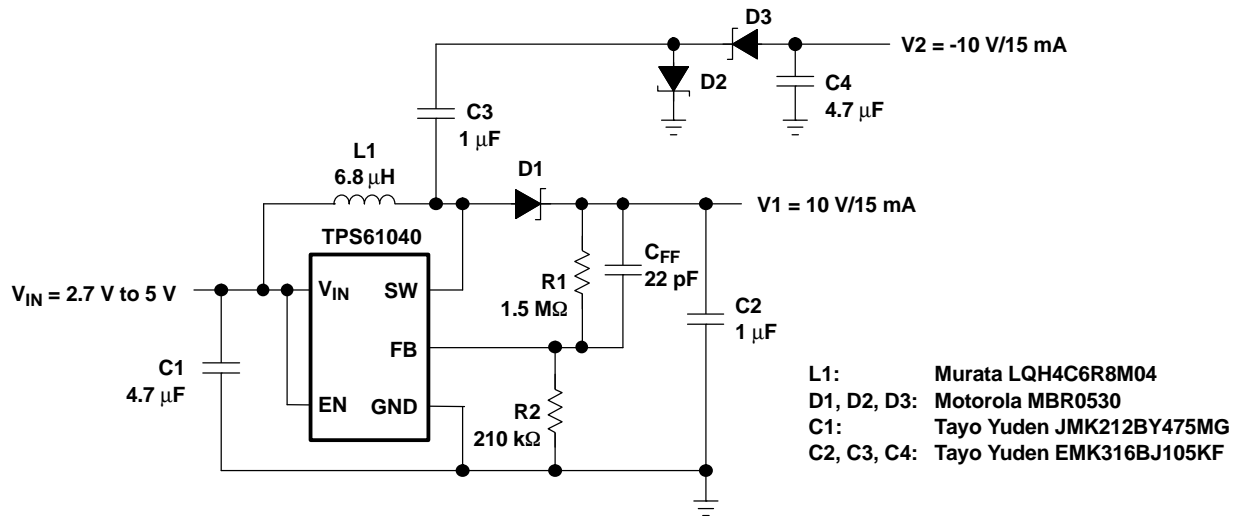 D3
V2 = -10 V/15 mA
D2
C4
4.7 μF
C3
1 μF
L1
6.8 μH
D1
V1 = 10 V/15 mA
TPS61040
VIN = 2.7 V to 5 V
VIN
SW
R1
1.5 MΩ
CFF
22 pF
C2
1 μF
FB
C1
4.7 μF
EN
GND
R2
210 kΩ
L1: Murata LQH4C6R8M04
D1, D2, D3: Motorola MBR0530
C1: Tayo Yuden JMK212BY475MG
C2, C3, C4: Tayo Yuden EMK316BJ105KF